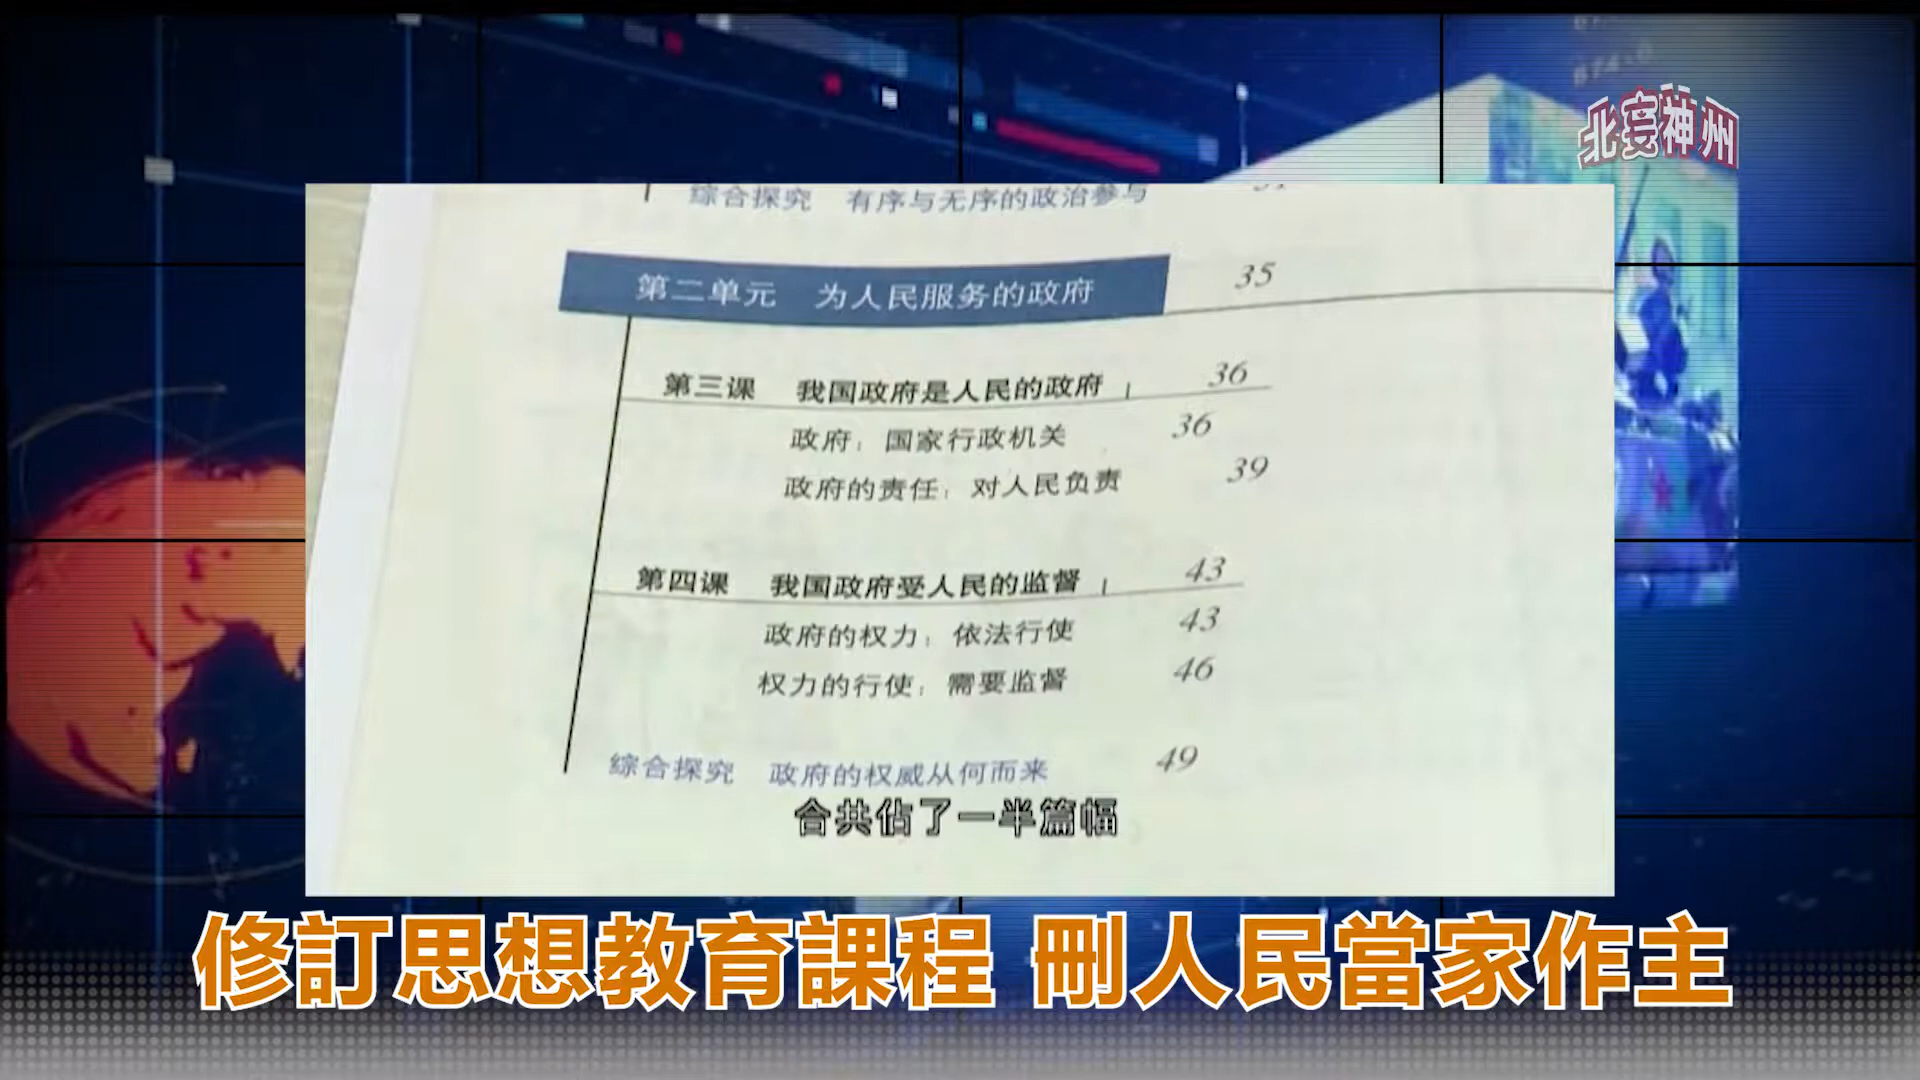 北寔神州
综合探究 有序与无序的政治参与
第二单元 为人民服务的政府 35
第三课 我国政府是人民的政府 36
政府：国家行政机关 36
政府的责任：对人民负责 39
第四课 我国政府受人民的监督 43
政府的权力：依法行使 43
权力的行使：需要监督 46
综合探究 政府的权威从何而来 49
合共佔了一半篇幅
修訂思想教育課程 刪人民當家作主